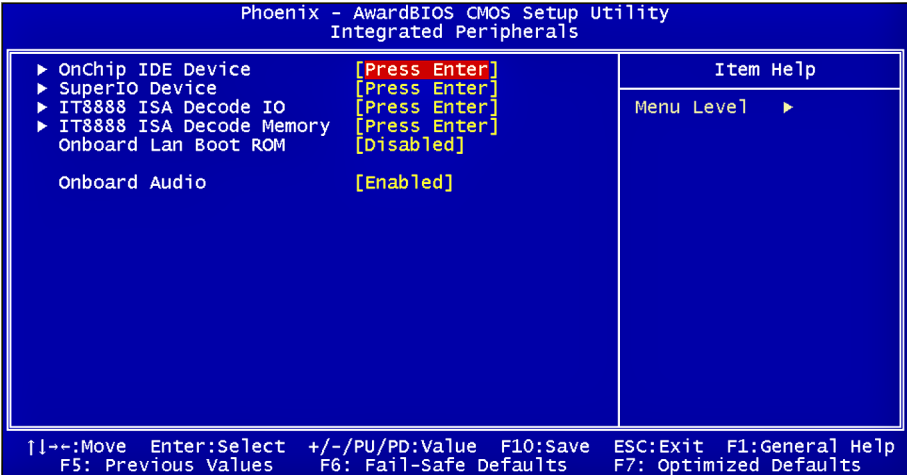 Phoenix - AwardBIOS CMOS Setup Utility
Integrated Peripherals
▶ OnChip IDE Device [Press Enter]
▶ SuperIO Device [Press Enter]
▶ IT8888 ISA Decode IO [Press Enter]
▶ IT8888 ISA Decode Memory [Press Enter]
Onboard Lan Boot ROM [Disabled]
Onboard Audio [Enabled]
Item Help
Menu Level ▶
↑↓→←:Move Enter:Select +/-/PU/PD:Value F10:Save ESC:Exit F1:General Help
F5: Previous Values F6: Fail-Safe Defaults F7: Optimized Defaults